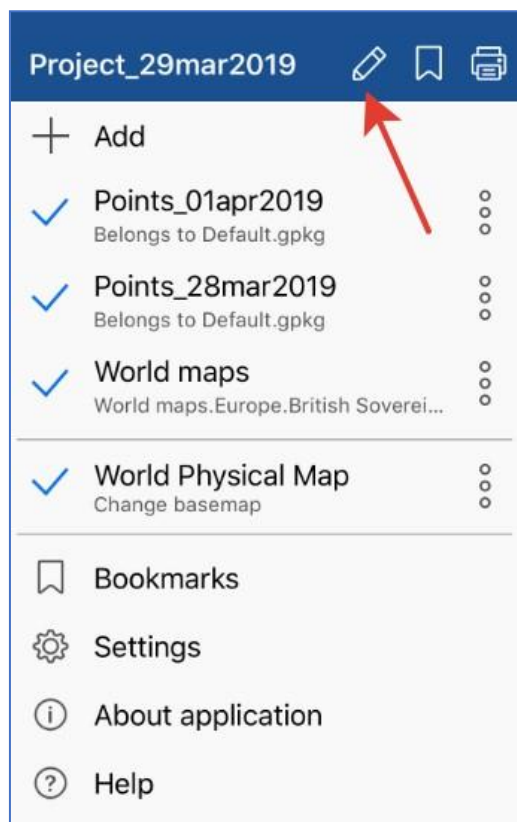 Project_29mar2019
Add
Points_01apr2019
Belongs to Default.gpkg
Points_28mar2019
Belongs to Default.gpkg
World maps
World maps.Europe.British Soverei...
World Physical Map
Change basemap
Bookmarks
Settings
About application
Help